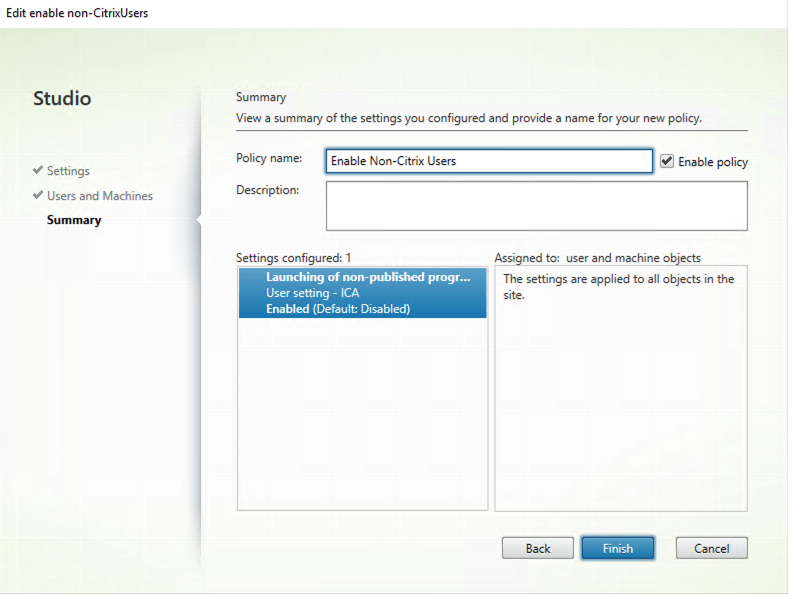 Edit enable non-CitrixUsers
Studio
Settings
Users and Machines
Summary
Summary
View a summary of the settings you configured and provide a name for your new policy.
Policy name:
Enable Non-Citrix Users
Enable policy
Description:
Settings configured: 1
Launching of non-published progr...
User setting - ICA
Enabled (Default: Disabled)
Assigned to: user and machine objects
The settings are applied to all objects in the
site.
Back
Finish
Cancel